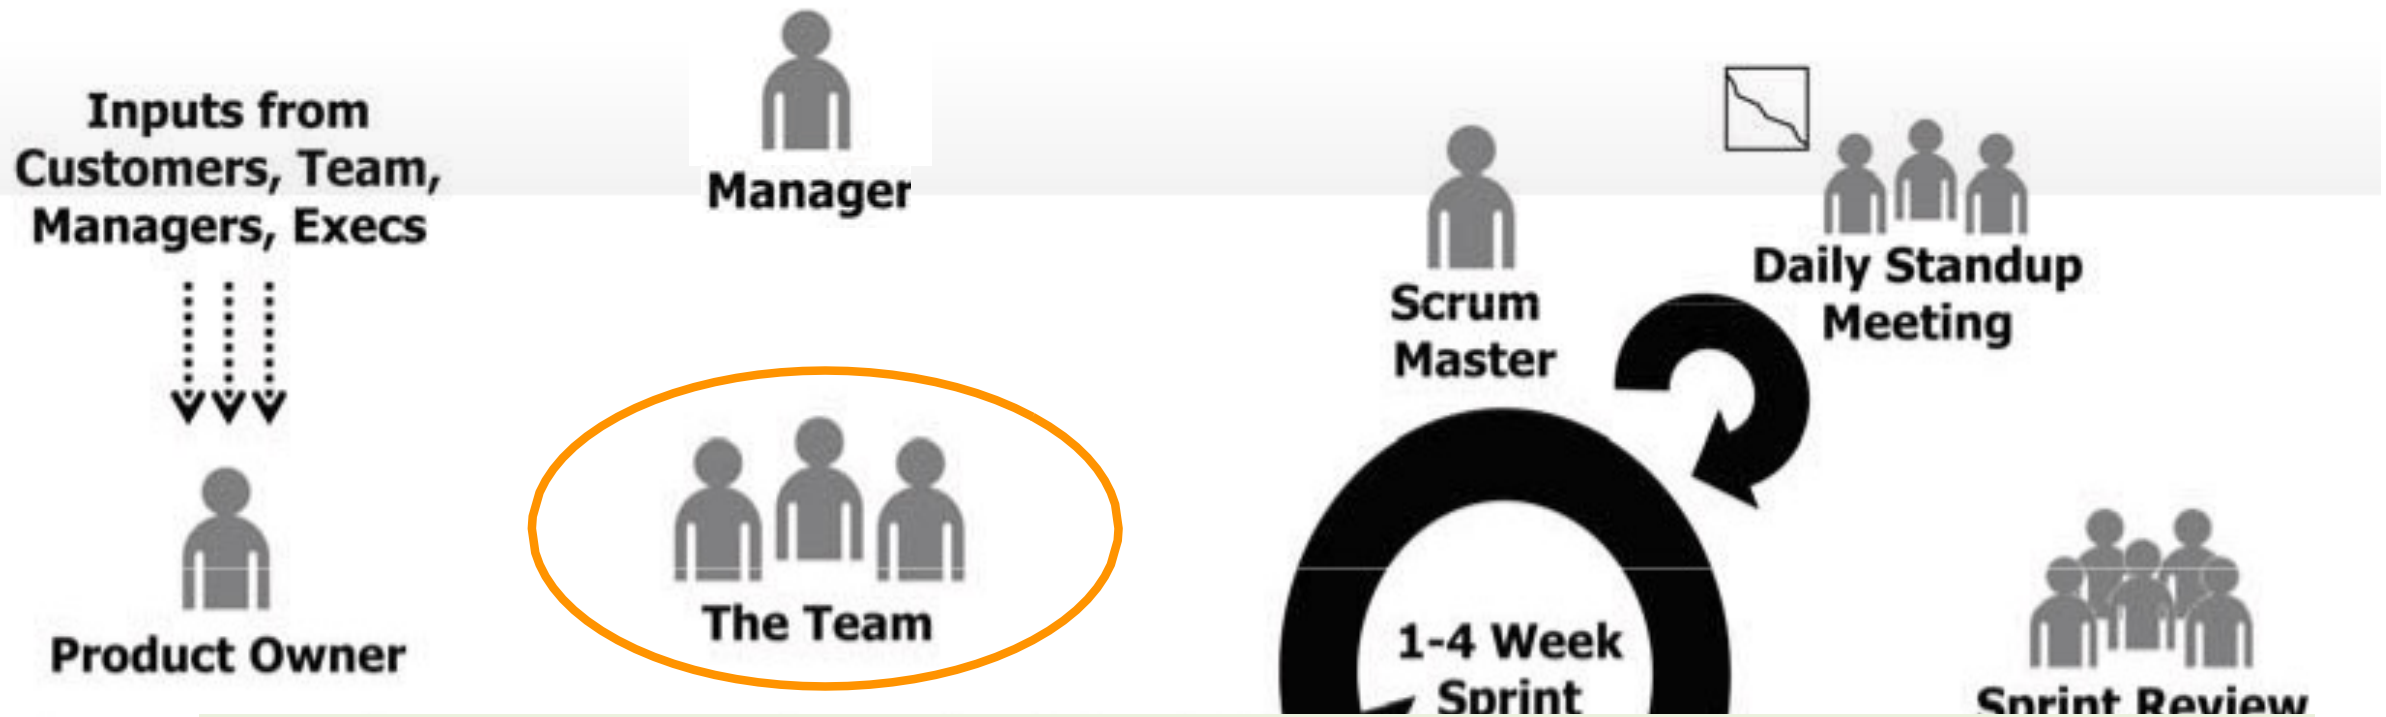 Inputs from
Customers, Team,
Managers, Execs
Product Owner
Manager
The Team
Scrum
Master
Daily Standup
Meeting
1-4 Week
Sprint
Sprint Review